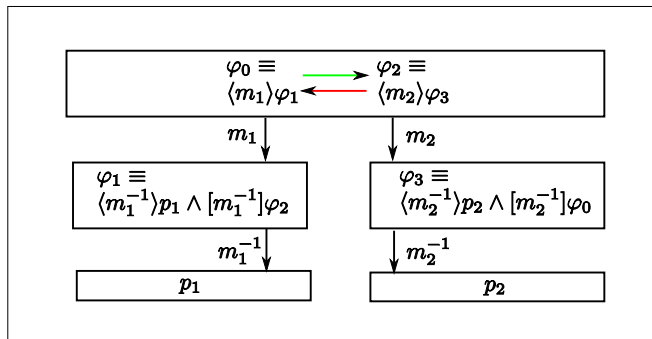 φ₀ ≡ φ₂ ≡
⟨m₁⟩φ₁ ⟨m₂⟩φ₃
m₁ m₂
φ₁ ≡ φ₃ ≡
⟨m₁⁻¹⟩p₁ ∧ [m₁⁻¹]φ₂ ⟨m₂⁻¹⟩p₂ ∧ [m₂⁻¹]φ₀
m₁⁻¹ m₂⁻¹
p₁ p₂